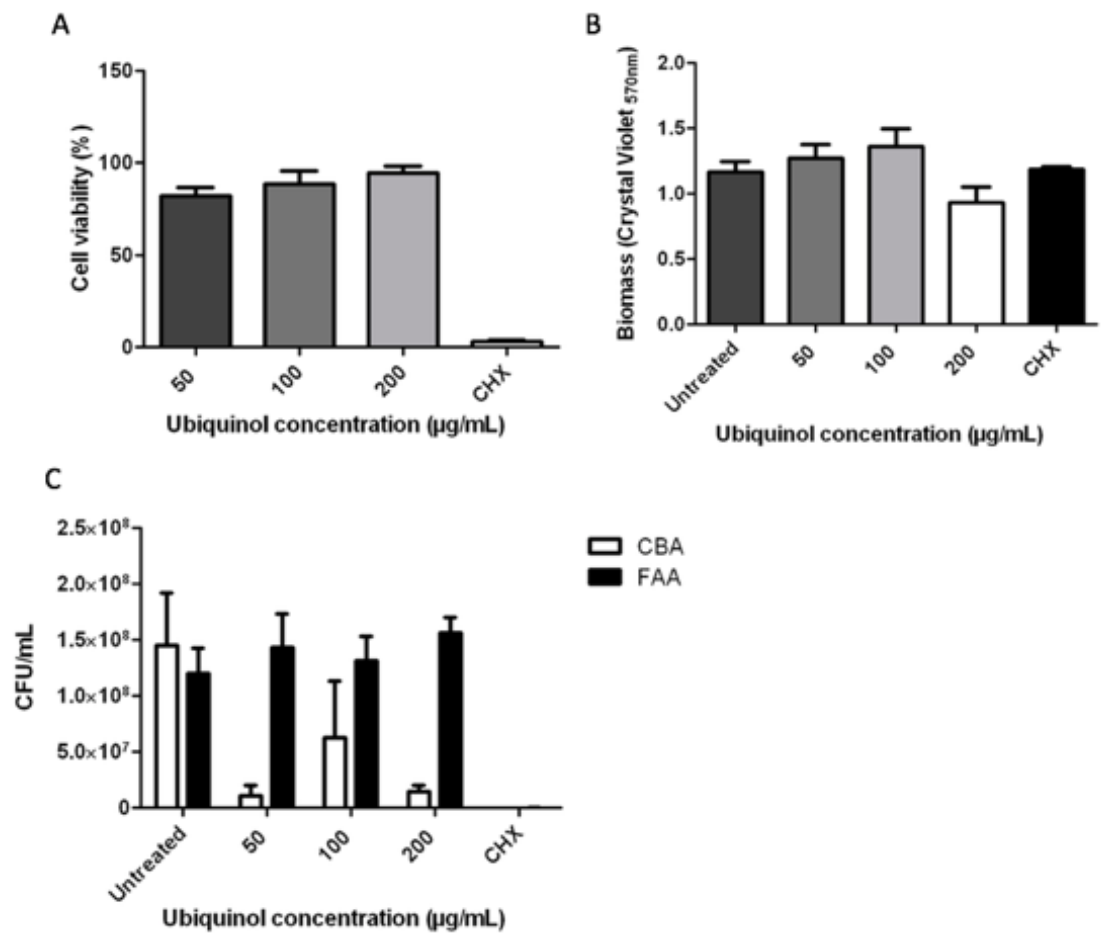 A
Cell viability (%)
150
100
50
0
50
100
200
CHX
Ubiquinol concentration (µg/mL)
B
Biomass (Crystal Violet 570nm)
2.0
1.5
1.0
0.5
0.0
Untreated
50
100
200
CHX
Ubiquinol concentration (µg/mL)
C
CFU/mL
2.5×10⁸
2.0×10⁸
1.5×10⁸
1.0×10⁸
5.0×10⁷
0
Untreated
50
100
200
CHX
Ubiquinol concentration (µg/mL)
CBA
FAA